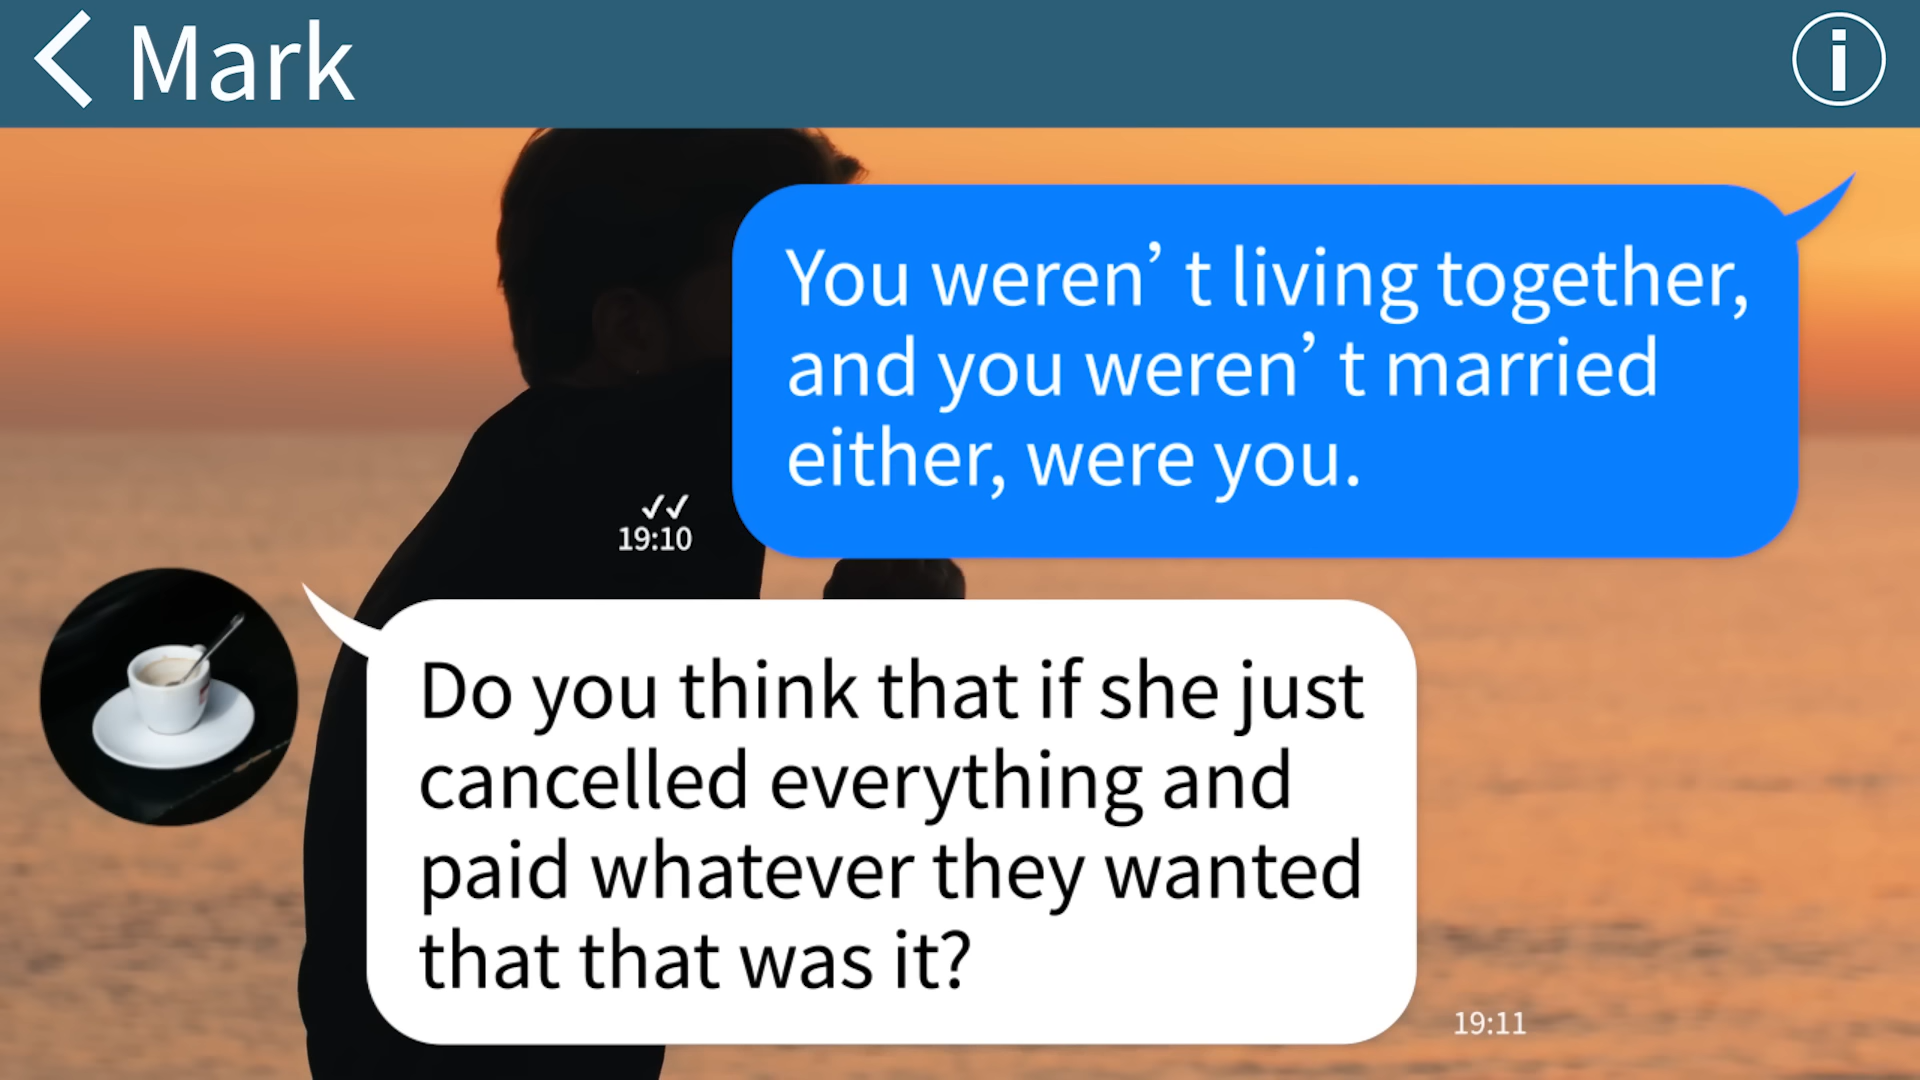 Mark
You weren’ t living together,
and you weren’ t married
either, were you.
19:10
Do you think that if she just
cancelled everything and
paid whatever they wanted
that that was it?
19:11